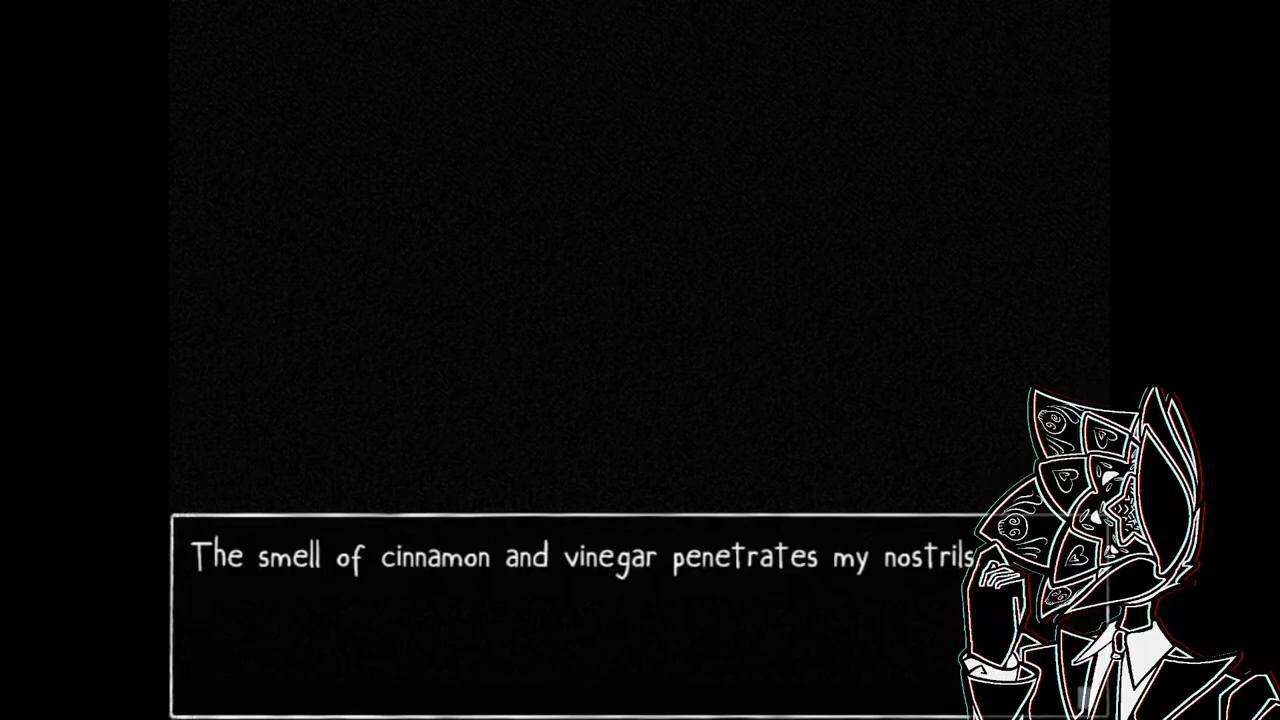 The smell of cinnamon and vinegar penetrates my nostrils